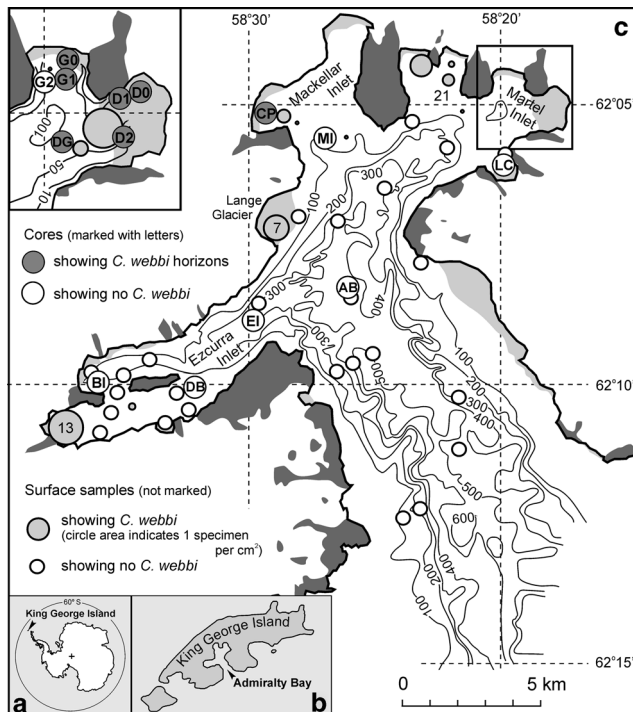 58°30'
58°20'
c
G0
G2
G1
D1
D0
100
DG
D2
50
10
CP
Mackellar
Inlet
MI
21
Martel
Inlet
62°05'
LC
Lange
Glacier
7
100
200
300
Cores (marked with letters)
showing C. webbi horizons
showing no C. webbi
300
AB
400
EI
Ezcurra
Inlet
300
100
200
300
400
BI
DB
500
62°10'
13
500
600
Surface samples (not marked)
showing C. webbi
(circle area indicates 1 specimen
per cm²)
showing no C. webbi
400
200
100
60° S
King George Island
a
King George Island
Admiralty Bay
b
62°15'
0
5 km